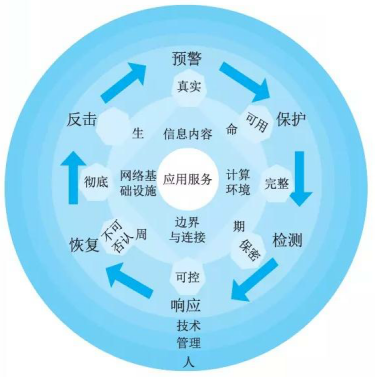 预警
真实
反击
保护
可用
生
信息内容
命
彻底
网络基
础设施
应用服务
计算
环境
完整
恢复
不可
否认
周
边界
与连接
期
保密
检测
可控
响应
技术
管理
人